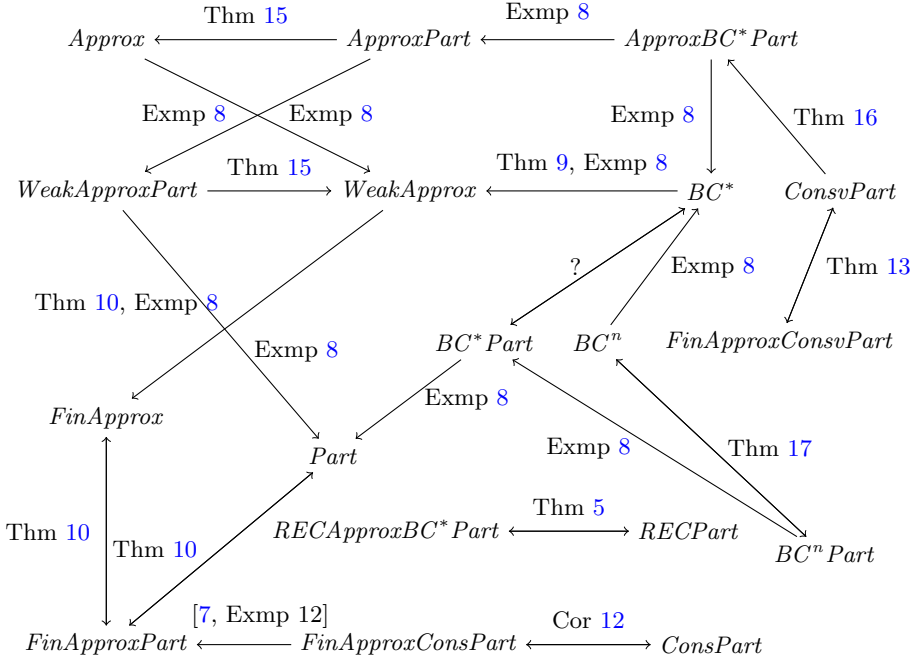 Thm 15
Exmp 8
Approx
ApproxPart
ApproxBC*Part
Exmp 8
Exmp 8
Exmp 8
Thm 16
Thm 15
Thm 9, Exmp 8
WeakApproxPart
WeakApprox
BC*
ConsvPart
?
Exmp 8
Thm 13
Thm 10, Exmp 8
Exmp 8
BC*Part
BCⁿ
FinApproxConsvPart
Exmp 8
FinApprox
Part
Exmp 8
Thm 17
Thm 10
Thm 10
Thm 5
RECApproxBC*Part
RECPart
BCⁿPart
[7, Exmp 12]
Cor 12
FinApproxPart
FinApproxConsPart
ConsPart